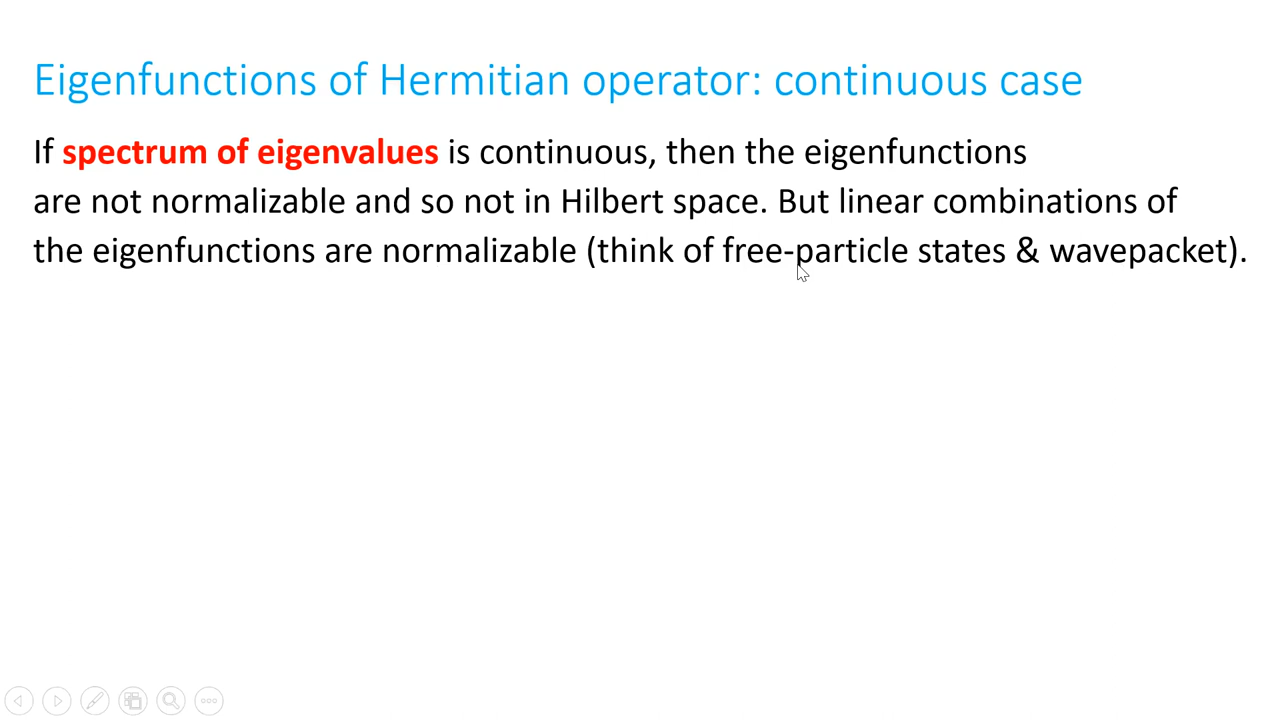 Eigenfunctions of Hermitian operator: continuous case
If spectrum of eigenvalues is continuous, then the eigenfunctions
are not normalizable and so not in Hilbert space. But linear combinations of
the eigenfunctions are normalizable (think of free-particle states & wavepacket).